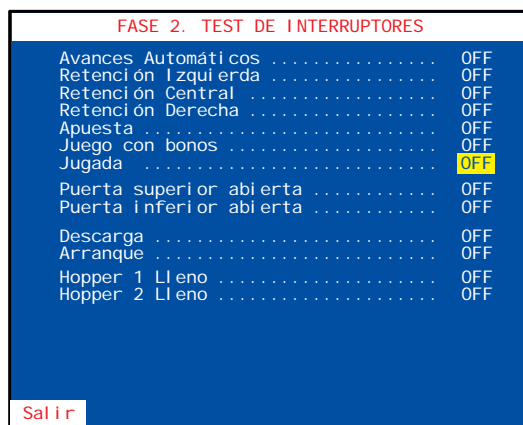 FASE 2. TEST DE INTERRUPTORES
Avances Automáticos ................ OFF
Retención Izquierda ................ OFF
Retención Central .................. OFF
Retención Derecha .................. OFF
Apuesta ............................ OFF
Juego con bonos .................... OFF
Jugada ........................... OFF
Puerta superior abierta ............ OFF
Puerta inferior abierta ............ OFF
Descarga ........................... OFF
Arranque ........................... OFF
Hopper 1 Lleno ..................... OFF
Hopper 2 Lleno ..................... OFF
Salir